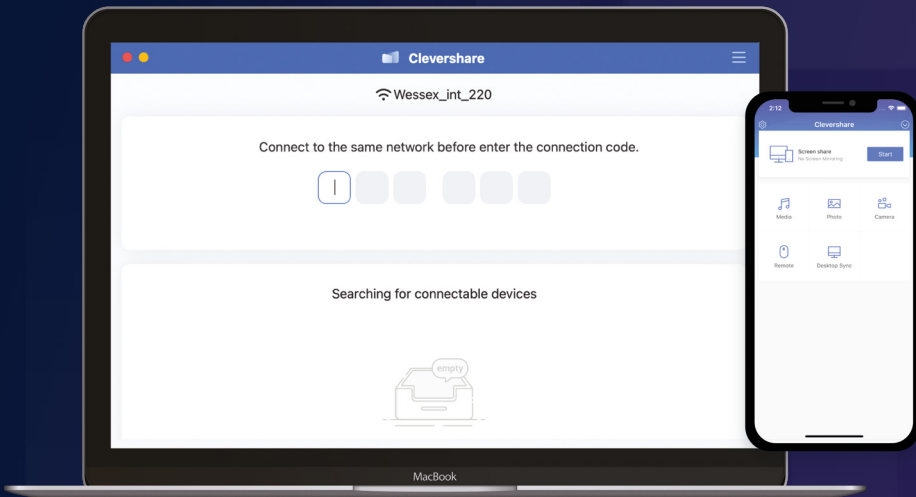 Clevershare
Wessex_int_220
Connect to the same network before enter the connection code.
Searching for connectable devices
empty
MacBook
2:12
Clevershare
Screen share
No Screen Mirroring
Start
Media
Photo
Camera
Remote
Desktop Sync